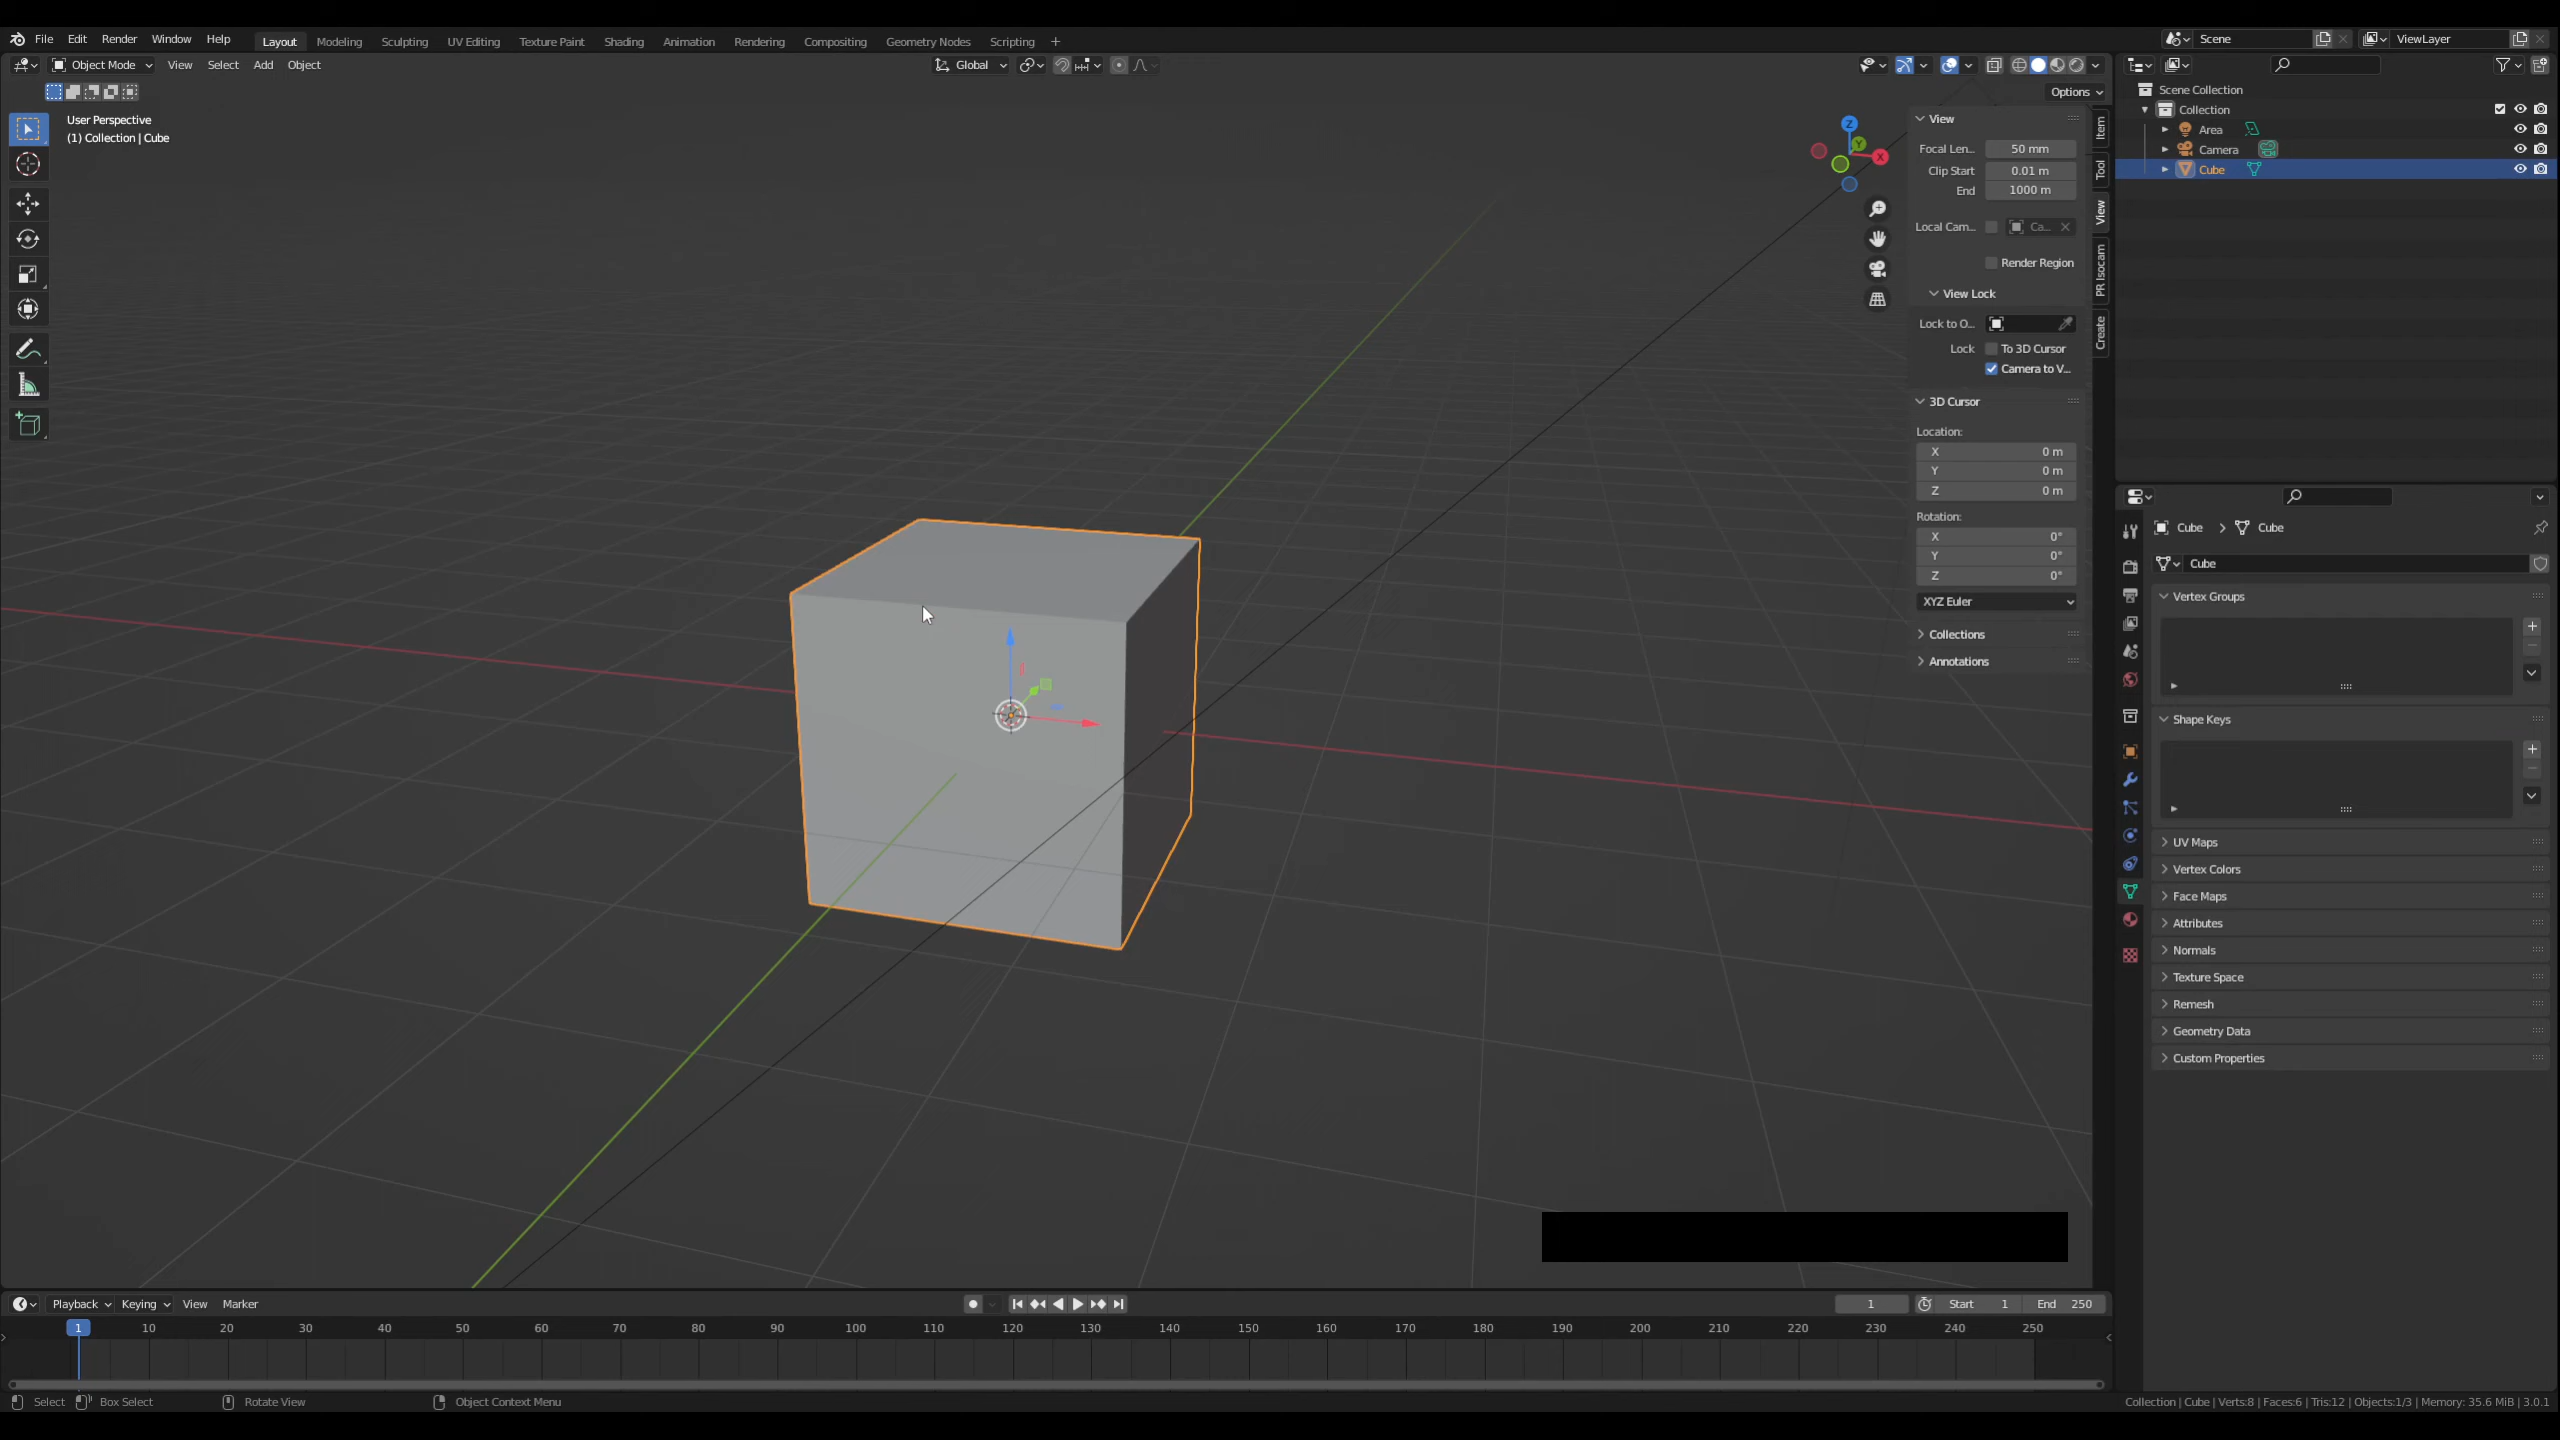 File Edit Render Window Help Layout Modeling Sculpting UV Editing Texture Paint Shading Animation Rendering Compositing Geometry Nodes Scripting + Scene ViewLayer
Object Mode View Select Add Object Global
Options
User Perspective
(1) Collection | Cube
Z
Y
X
View
Focal Len... 50 mm
Clip Start 0.01 m
End 1000 m
Local Cam... Ca...
Render Region
View Lock
Lock to O...
Lock To 3D Cursor
Camera to V...
3D Cursor
Location:
X 0 m
Y 0 m
Z 0 m
Rotation:
X 0°
Y 0°
Z 0°
XYZ Euler
Collections
Annotations
Item
Tool
View
PR Isocam
Create
Scene Collection
Collection
Area
Camera
Cube
Cube > Cube
Cube
Vertex Groups
Shape Keys
UV Maps
Vertex Colors
Face Maps
Attributes
Normals
Texture Space
Remesh
Geometry Data
Custom Properties
Playback Keying View Marker 1 Start 1 End 250
1 10 20 30 40 50 60 70 80 90 100 110 120 130 140 150 160 170 180 190 200 210 220 230 240 250
Select Box Select Rotate View Object Context Menu Collection | Cube | Verts:8 | Faces:6 | Tris:12 | Objects:1/3 | Memory: 35.6 MiB | 3.0.1